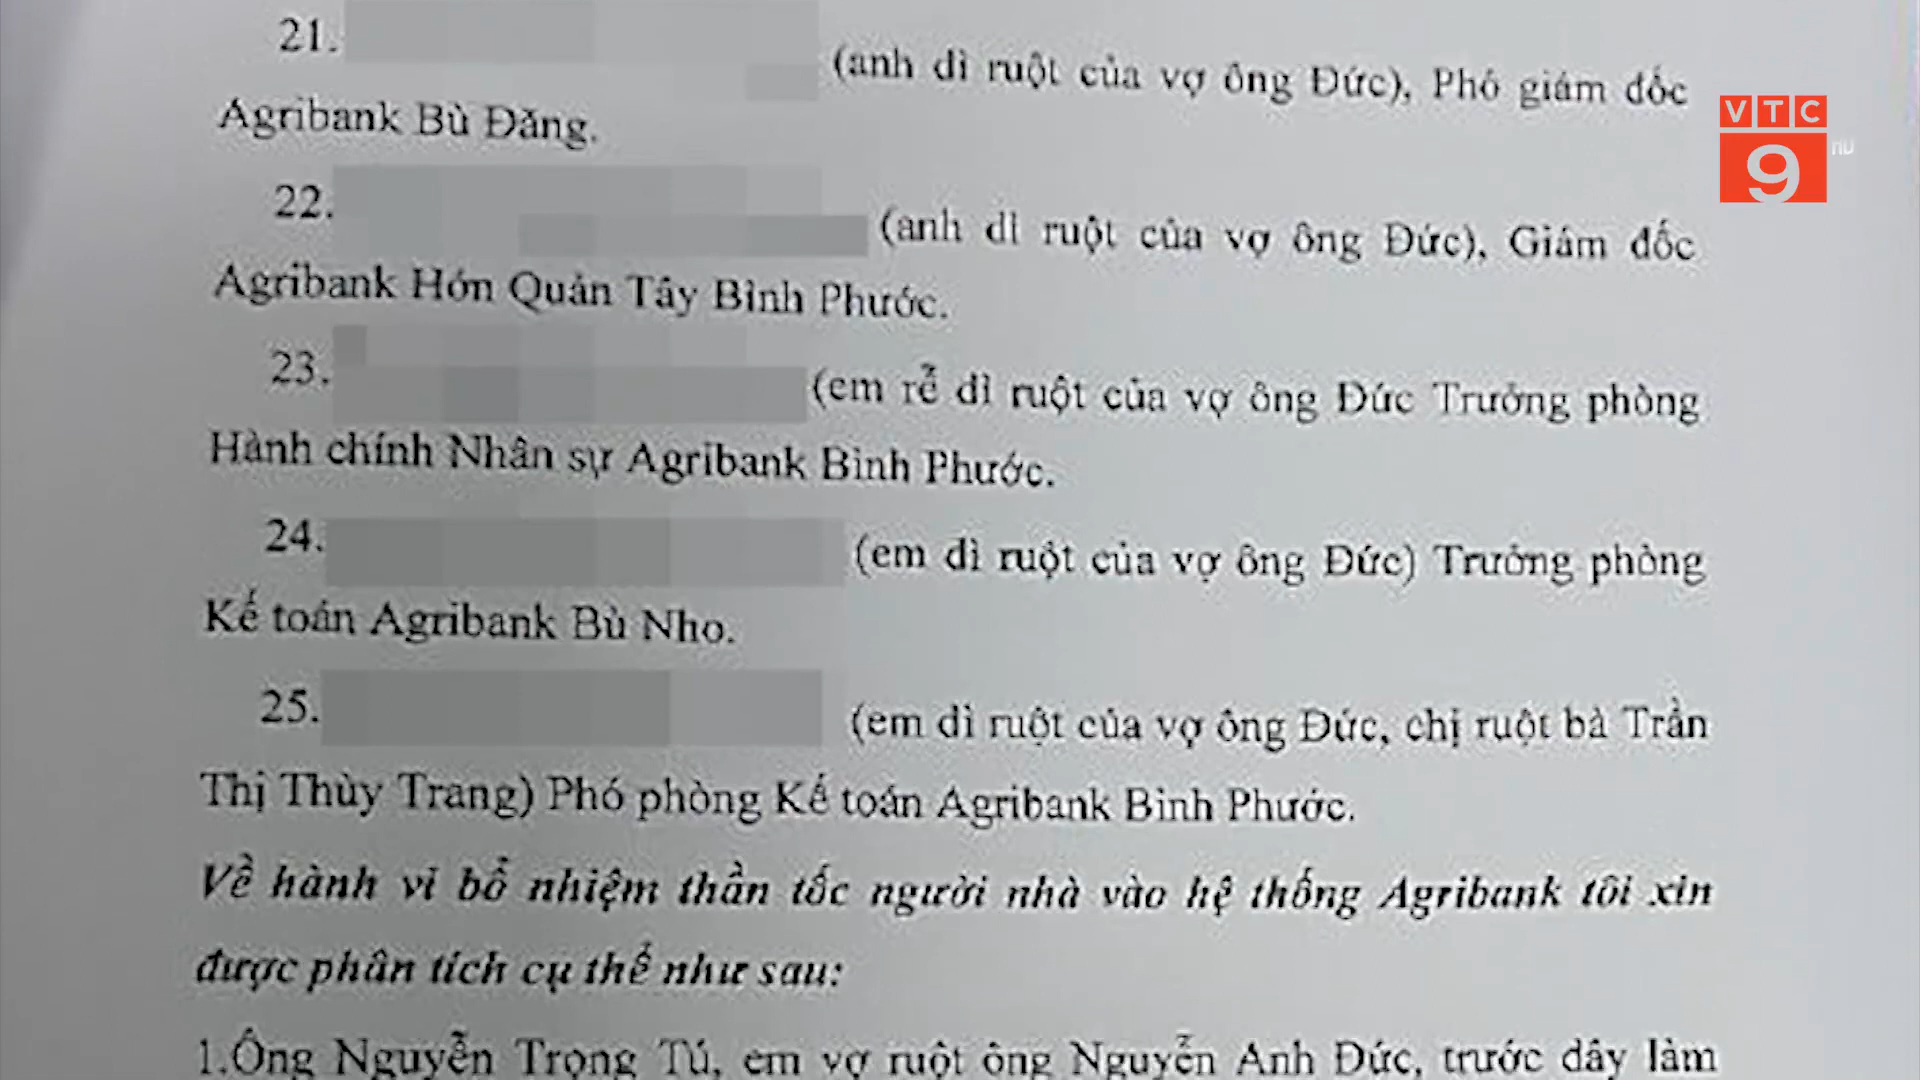 21. (anh dì ruột của vợ ông Đức), Phó giám đốc
Agribank Bù Đăng.
22. (anh dì ruột của vợ ông Đức), Giám đốc
Agribank Hớn Quản Tây Bình Phước.
23. (em rể dì ruột của vợ ông Đức Trưởng phòng
Hành chính Nhân sự Agribank Bình Phước.
24. (em dì ruột của vợ ông Đức) Trưởng phòng
Kế toán Agribank Bù Nho.
25. (em dì ruột của vợ ông Đức, chị ruột bà Trần
Thị Thùy Trang) Phó phòng Kế toán Agribank Bình Phước.
Về hành vi bổ nhiệm thần tốc người nhà vào hệ thống Agribank tôi xin
được phân tích cụ thể như sau:
1.Ông Nguyễn Trọng Tú, em vợ ruột ông Nguyễn Anh Đức, trước đây làm
VTC
9
HD